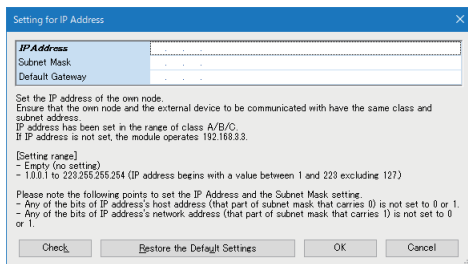 Setting for IP Address
IP Address . . .
Subnet Mask . . .
Default Gateway . . .
Set the IP address of the own node.
Ensure that the own node and the external device to be communicated with have the same class and
subnet address.
IP address has been set in the range of class A/B/C.
If IP address is not set, the module operates 192.168.3.3.
[Setting range]
- Empty (no setting)
- 1.0.0.1 to 223.255.255.254 (IP address begins with a value between 1 and 223 excluding 127.)
Please note the following points to set the IP Address and the Subnet Mask setting.
- Any of the bits of IP address's host address (that part of subnet mask that carries 0) is not set to 0 or 1.
- Any of the bits of IP address's network address (that part of subnet mask that carries 1) is not set to 0
or 1.
Check Restore the Default Settings OK Cancel